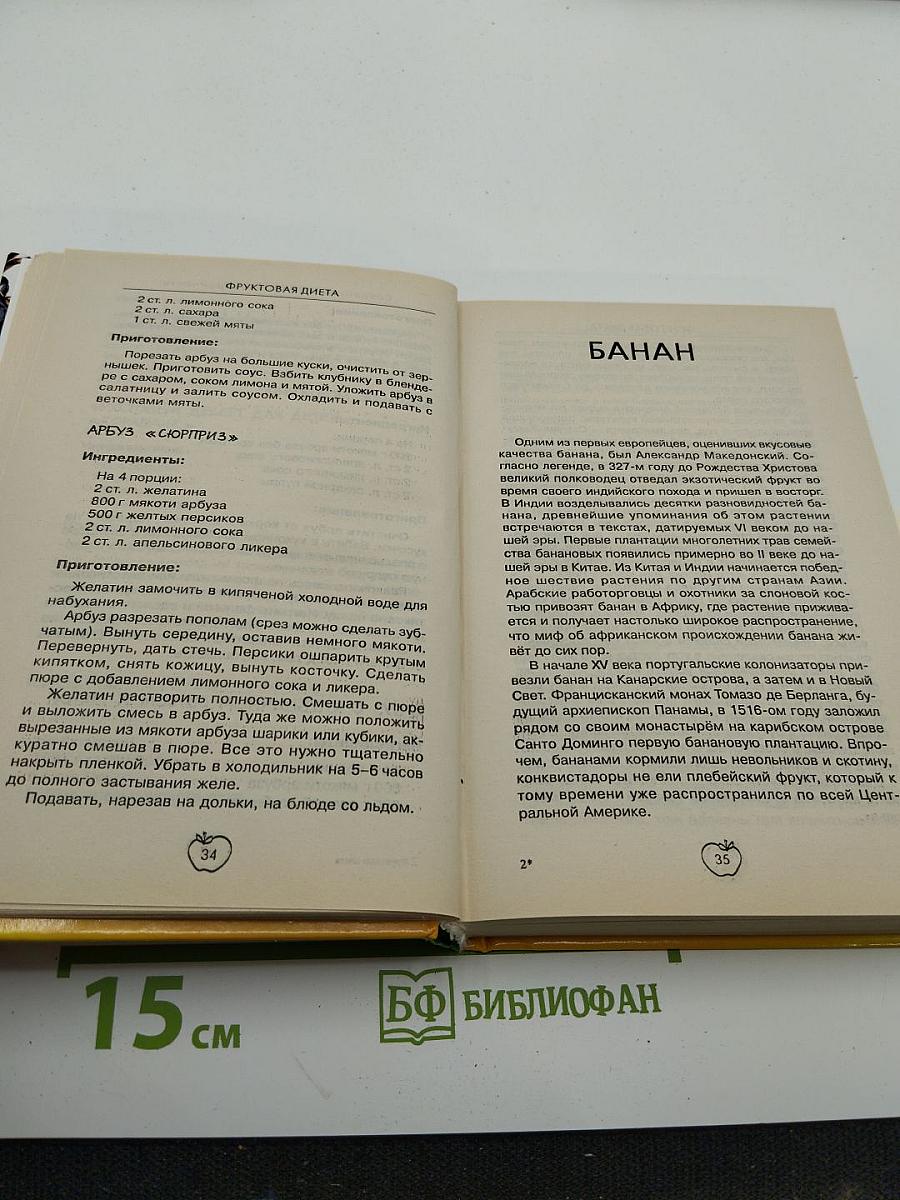 ФРУКТОВАЯ ДИЕТА
2 ст. л. лимонного сока
2 ст. л. сахара
1 ст. л. свежей мяты
Приготовление:
Порезать арбуз на большие куски, очистить от зер-
нышек. Приготовить соус. Взбить клубнику в бленде-
ре с сахаром, соком лимона и мятой. Уложить арбуз в
салатницу и залить соусом. Охладить и подавать с
веточками мяты.
АРБУЗ «СЮРПРИЗ»
Ингредиенты:
На 4 порции:
2 ст. л. желатина
800 г мякоти арбуза
500 г желтых персиков
2 ст. л. лимонного сока
2 ст. л. апельсинового ликера
Приготовление:
Желатин замочить в кипяченой холодной воде для
набухания.
Арбуз разрезать пополам (срез можно сделать зуб-
чатым). Вынуть середину, оставив немного мякоти.
Перевернуть, дать стечь. Персики ошпарить крутым
кипятком, снять кожицу, вынуть косточку. Сделать
пюре с добавлением лимонного сока и ликера.
Желатин растворить полностью. Смешать с пюре
и выложить смесь в арбуз. Туда же можно положить
вырезанные из мякоти арбуза шарики или кубики, ак-
куратно смешав в пюре. Все это нужно тщательно
накрыть пленкой. Убрать в холодильник на 5–6 часов
до полного застывания желе.
Подавать, нарезав на дольки, на блюде со льдом.
34
БАНАН
Одним из первых европейцев, оценивших вкусовые
качества банана, был Александр Македонский. Со-
гласно легенде, в 327-м году до Рождества Христова
великий полководец отведал экзотический фрукт во
время своего индийского похода и пришел в восторг.
В Индии возделывались десятки разновидностей ба-
нана, древнейшие упоминания об этом растении
встречаются в текстах, датируемых VI веком до на-
шей эры. Первые плантации многолетних трав семей-
ства банановых появились примерно во II веке до на-
шей эры в Китае. Из Китая и Индии начинается побед-
ное шествие растения по другим странам Азии.
Арабские работорговцы и охотники за слоновой кос-
тью привозят банан в Африку, где растение прижива-
ется и получает настолько широкое распространение,
что миф об африканском происхождении банана жи-
вёт до сих пор.
В начале XV века португальские колонизаторы при-
везли банан на Канарские острова, а затем и в Новый
Свет. Францисканский монах Томазо де Берланга, бу-
дущий архиепископ Панамы, в 1516-ом году заложил
рядом со своим монастырём на карибском острове
Санто Доминго первую банановую плантацию. Впро-
чем, бананами кормили лишь невольников и скотину,
конквистадоры не ели плебейский фрукт, который к
тому времени уже распространился по всей Цент-
ральной Америке.
2*
35
15 см
БФ БИБЛИОФАН